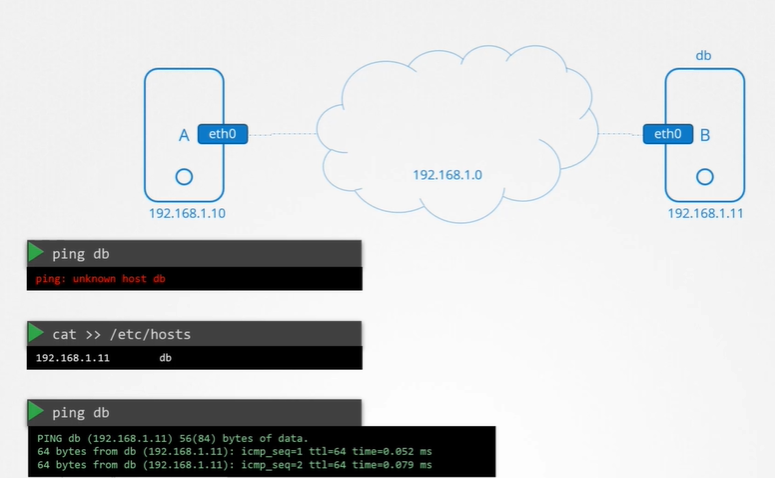 db
A
eth0
eth0
B
192.168.1.0
192.168.1.10
192.168.1.11
ping db
ping: unknown host db
cat >> /etc/hosts
192.168.1.11 db
ping db
PING db (192.168.1.11) 56(84) bytes of data.
64 bytes from db (192.168.1.11): icmp_seq=1 ttl=64 time=0.052 ms
64 bytes from db (192.168.1.11): icmp_seq=2 ttl=64 time=0.079 ms